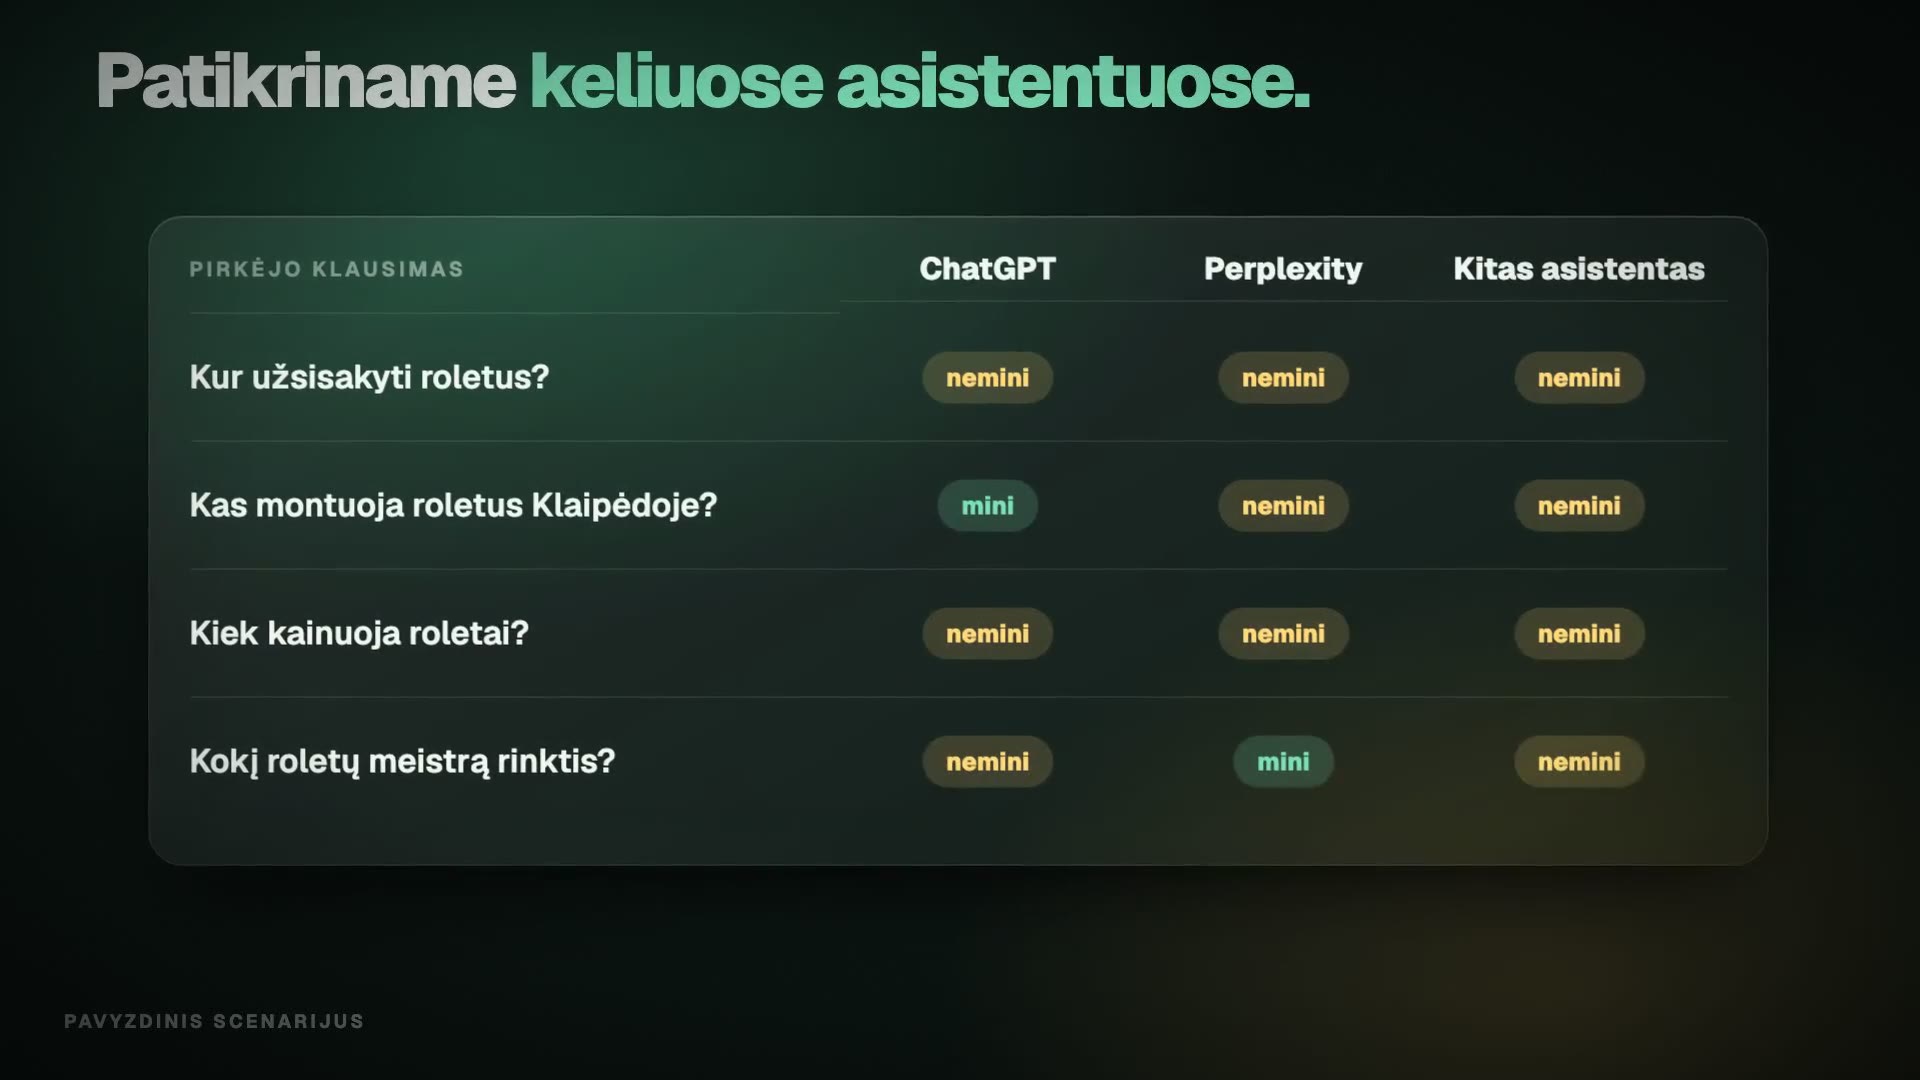 Patikriname keliuose asistentuose.
PIRKĖJO KLAUSIMAS ChatGPT Perplexity Kitas asistentas
Kur užsisakyti roletus? nemini nemini nemini
Kas montuoja roletus Klaipėdoje? mini nemini nemini
Kiek kainuoja roletai? nemini nemini nemini
Kokį roletų meistrą rinktis? nemini mini nemini
PAVYZDINIS SCENARIJUS